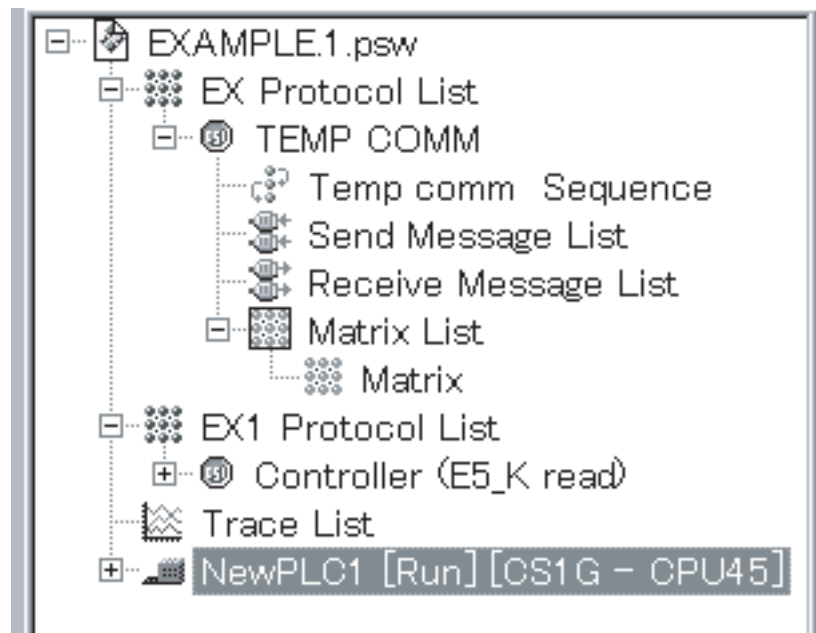 EXAMPLE.1.psw
EX Protocol List
TEMP COMM
Temp comm Sequence
Send Message List
Receive Message List
Matrix List
Matrix
EX1 Protocol List
Controller (E5_K read)
Trace List
NewPLC1 [Run] [CS1G - CPU45]